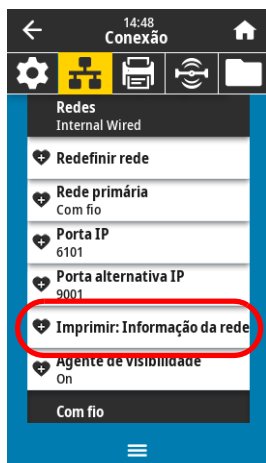 14:48
Conexão
Redes
Internal Wired
Redefinir rede
Rede primária
Com fio
Porta IP
6101
Porta alternativa IP
9001
Imprimir: Informação da rede
Agente de visibilidade
On
Com fio